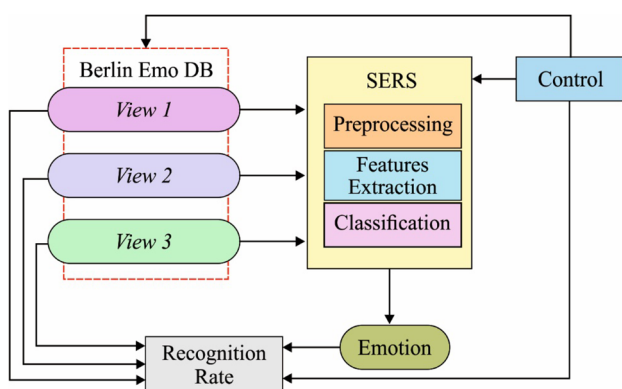 Berlin Emo DB
View 1
View 2
View 3
SERS
Preprocessing
Features
Extraction
Classification
Control
Emotion
Recognition
Rate